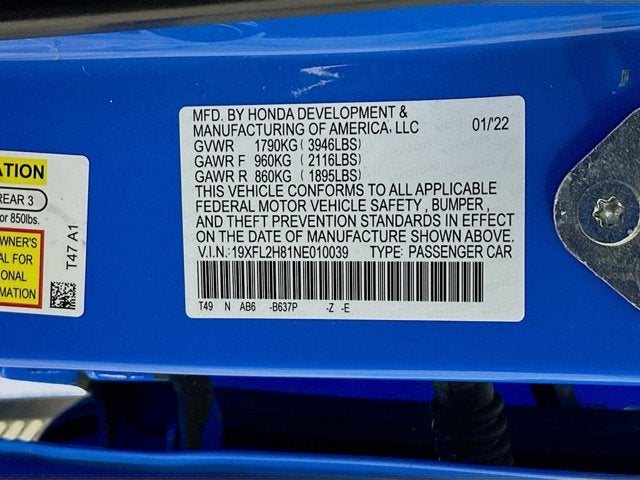 MFD. BY HONDA DEVELOPMENT &
MANUFACTURING OF AMERICA, LLC 01/'22
GVWR 1790KG ( 3946LBS)
GAWR F 960KG ( 2116LBS)
GAWR R 860KG ( 1895LBS)
THIS VEHICLE CONFORMS TO ALL APPLICABLE
FEDERAL MOTOR VEHICLE SAFETY , BUMPER ,
AND THEFT PREVENTION STANDARDS IN EFFECT
ON THE DATE OF MANUFACTURE SHOWN ABOVE.
V.I.N.:19XFL2H81NE010039 TYPE: PASSENGER CAR
T49 N AB6 -B637P -Z -E
REAR 3
or 850lbs.
T47 A1